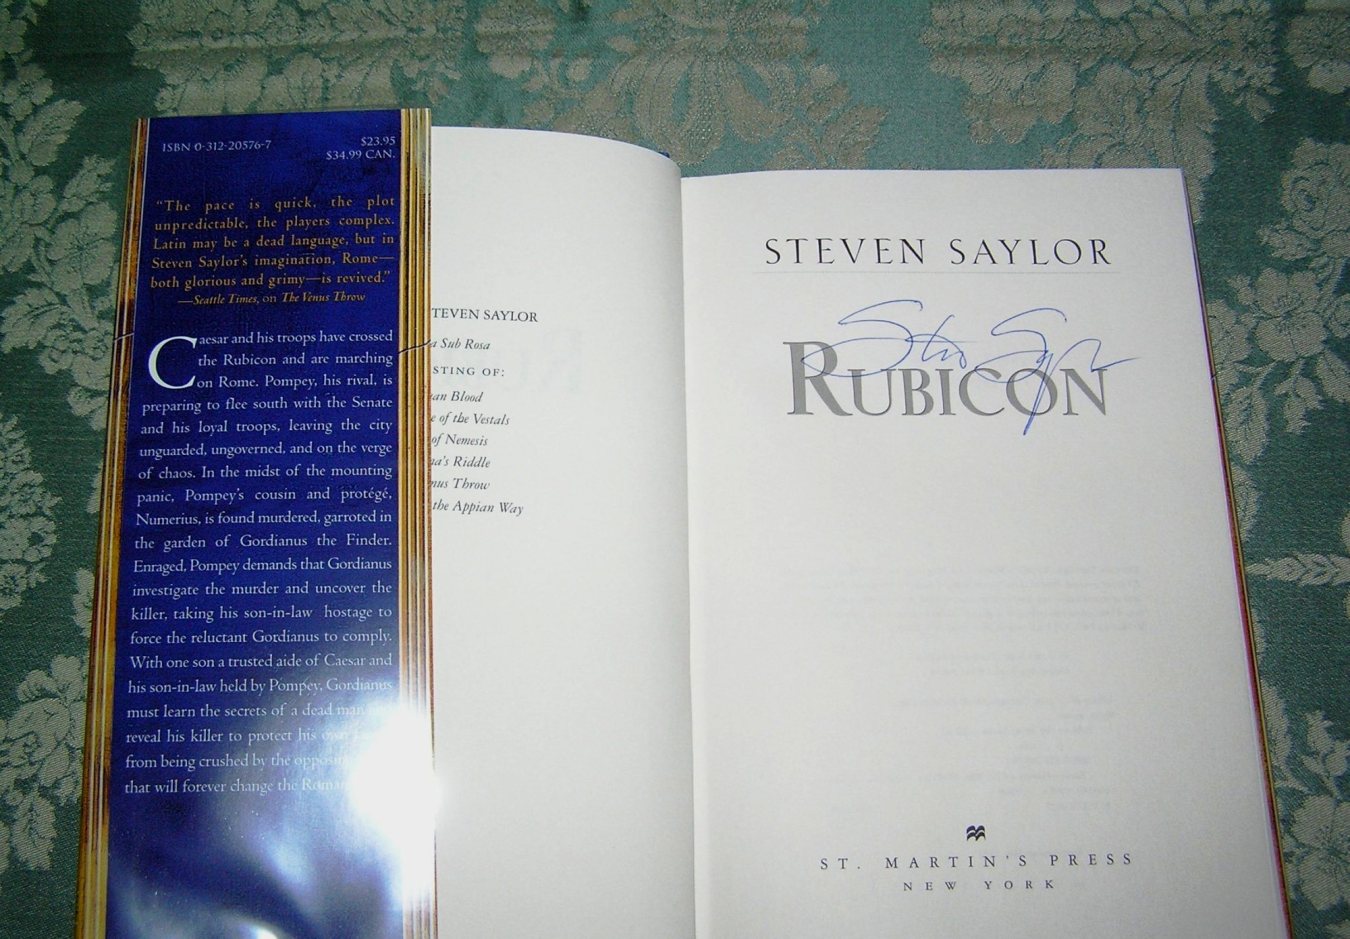 ISBN 0-312-20576-7
$23.95
$34.99 CAN.
"The pace is quick, the plot
unpredictable, the players complex.
Latin may be a dead language, but in
Steven Saylor's imagination, Rome—
both glorious and grimy—is revived."
—Seattle Times, on The Venus Throw
Caesar and his troops have crossed
the Rubicon and are marching
on Rome. Pompey, his rival, is
preparing to flee south with the Senate
and his loyal troops, leaving the city
unguarded, ungoverned, and on the verge
of chaos. In the midst of the mounting
panic, Pompey's cousin and protégé,
Numerius, is found murdered, garroted in
the garden of Gordianus the Finder.
Enraged, Pompey demands that Gordianus
investigate the murder and uncover the
killer, taking his son-in-law hostage to
force the reluctant Gordianus to comply.
With one son a trusted aide of Caesar and
his son-in-law held by Pompey, Gordianus
must learn the secrets of a dead man
reveal his killer to protect his own
from being crushed by the
that will forever change the
TEVEN SAYLOR
a Sub Rosa
STING OF:
an Blood
e of the Vestals
of Nemesis
na's Riddle
nus Throw
the Appian Way
STEVEN SAYLOR
RUBICON
ST. MARTIN'S PRESS
NEW YORK